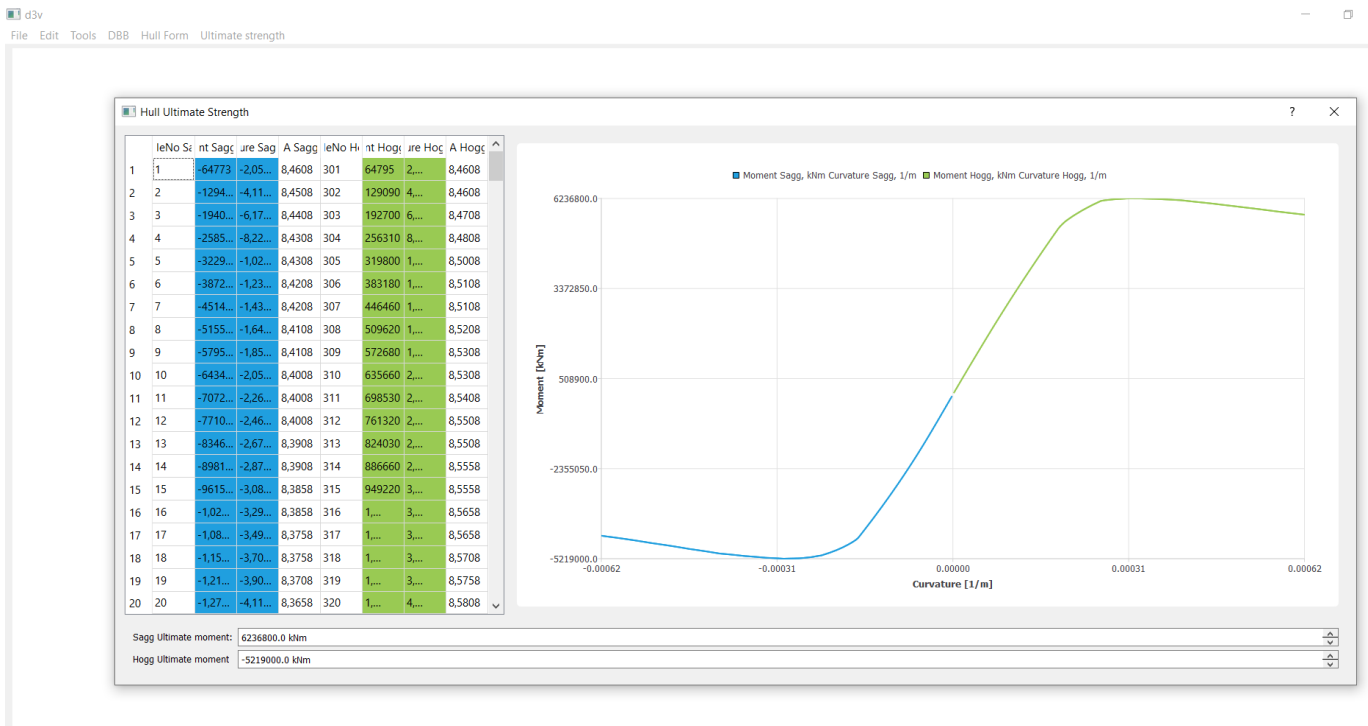 d3v
File Edit Tools DBB Hull Form Ultimate strength
Hull Ultimate Strength
?
leNo Sa nt Sagg ure Sag A Sagg leNo Ho nt Hogg ure Hog A Hogg
1 1 -64773 -2,05... 8,4608 301 64795 2,... 8,4608
2 2 -1294... -4,11... 8,4508 302 129090 4,... 8,4608
3 3 -1940... -6,17... 8,4408 303 192700 6,... 8,4708
4 4 -2585... -8,22... 8,4308 304 256310 8,... 8,4808
5 5 -3229... -1,02... 8,4308 305 319800 1,... 8,5008
6 6 -3872... -1,23... 8,4208 306 383180 1,... 8,5108
7 7 -4514... -1,43... 8,4208 307 446460 1,... 8,5108
8 8 -5155... -1,64... 8,4108 308 509620 1,... 8,5208
9 9 -5795... -1,85... 8,4108 309 572680 1,... 8,5308
10 10 -6434... -2,05... 8,4008 310 635660 2,... 8,5308
11 11 -7072... -2,26... 8,4008 311 698530 2,... 8,5408
12 12 -7710... -2,46... 8,4008 312 761320 2,... 8,5508
13 13 -8346... -2,67... 8,3908 313 824030 2,... 8,5508
14 14 -8981... -2,87... 8,3908 314 886660 2,... 8,5558
15 15 -9615... -3,08... 8,3858 315 949220 3,... 8,5558
16 16 -1,02... -3,29... 8,3858 316 1,... 3,... 8,5658
17 17 -1,08... -3,49... 8,3758 317 1,... 3,... 8,5658
18 18 -1,15... -3,70... 8,3758 318 1,... 3,... 8,5708
19 19 -1,21... -3,90... 8,3708 319 1,... 3,... 8,5758
20 20 -1,27... -4,11... 8,3658 320 1,... 4,... 8,5808
Moment Sagg, kNm Curvature Sagg, 1/m Moment Hogg, kNm Curvature Hogg, 1/m
6236800.0
3372850.0
508900.0
-2355050.0
-5219000.0
Moment [kNm]
-0.00062 -0.00031 0.00000 0.00031 0.00062
Curvature [1/m]
Sagg Ultimate moment: 6236800.0 kNm
Hogg Ultimate moment -5219000.0 kNm